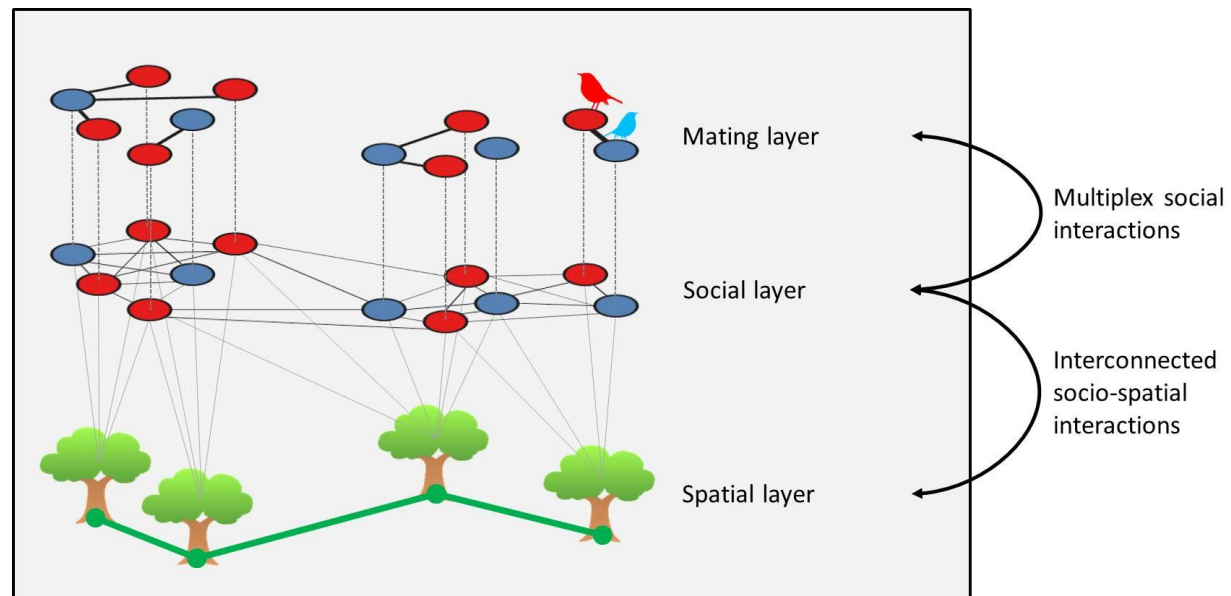 Mating layer
Multiplex social
interactions
Social layer
Interconnected
socio-spatial
interactions
Spatial layer